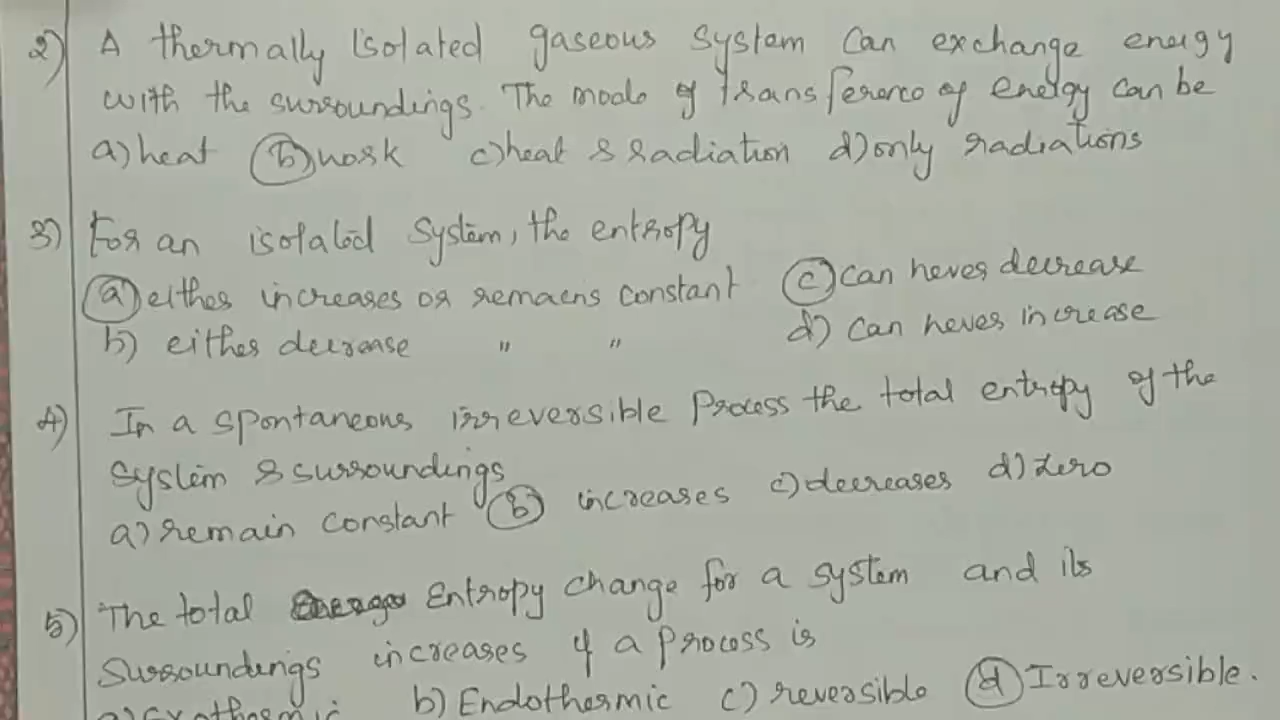 2) A thermally isolated gaseous system can exchange energy
with the surroundings. The mode of transference of energy can be
a) heat (b) work c) heat & radiation d) only radiations
3) For an isolated system, the entropy
(a) either increases or remains constant (c) can never decrease
b) either decrease " " d) can never increase
4) In a spontaneous irreversible process the total entropy of the
system & surroundings
a) remain constant (b) increases c) decreases d) zero
5) The total Entropy change for a system and its
surroundings increases if a process is
a) Exothermic b) Endothermic c) reversible (d) Irreversible.